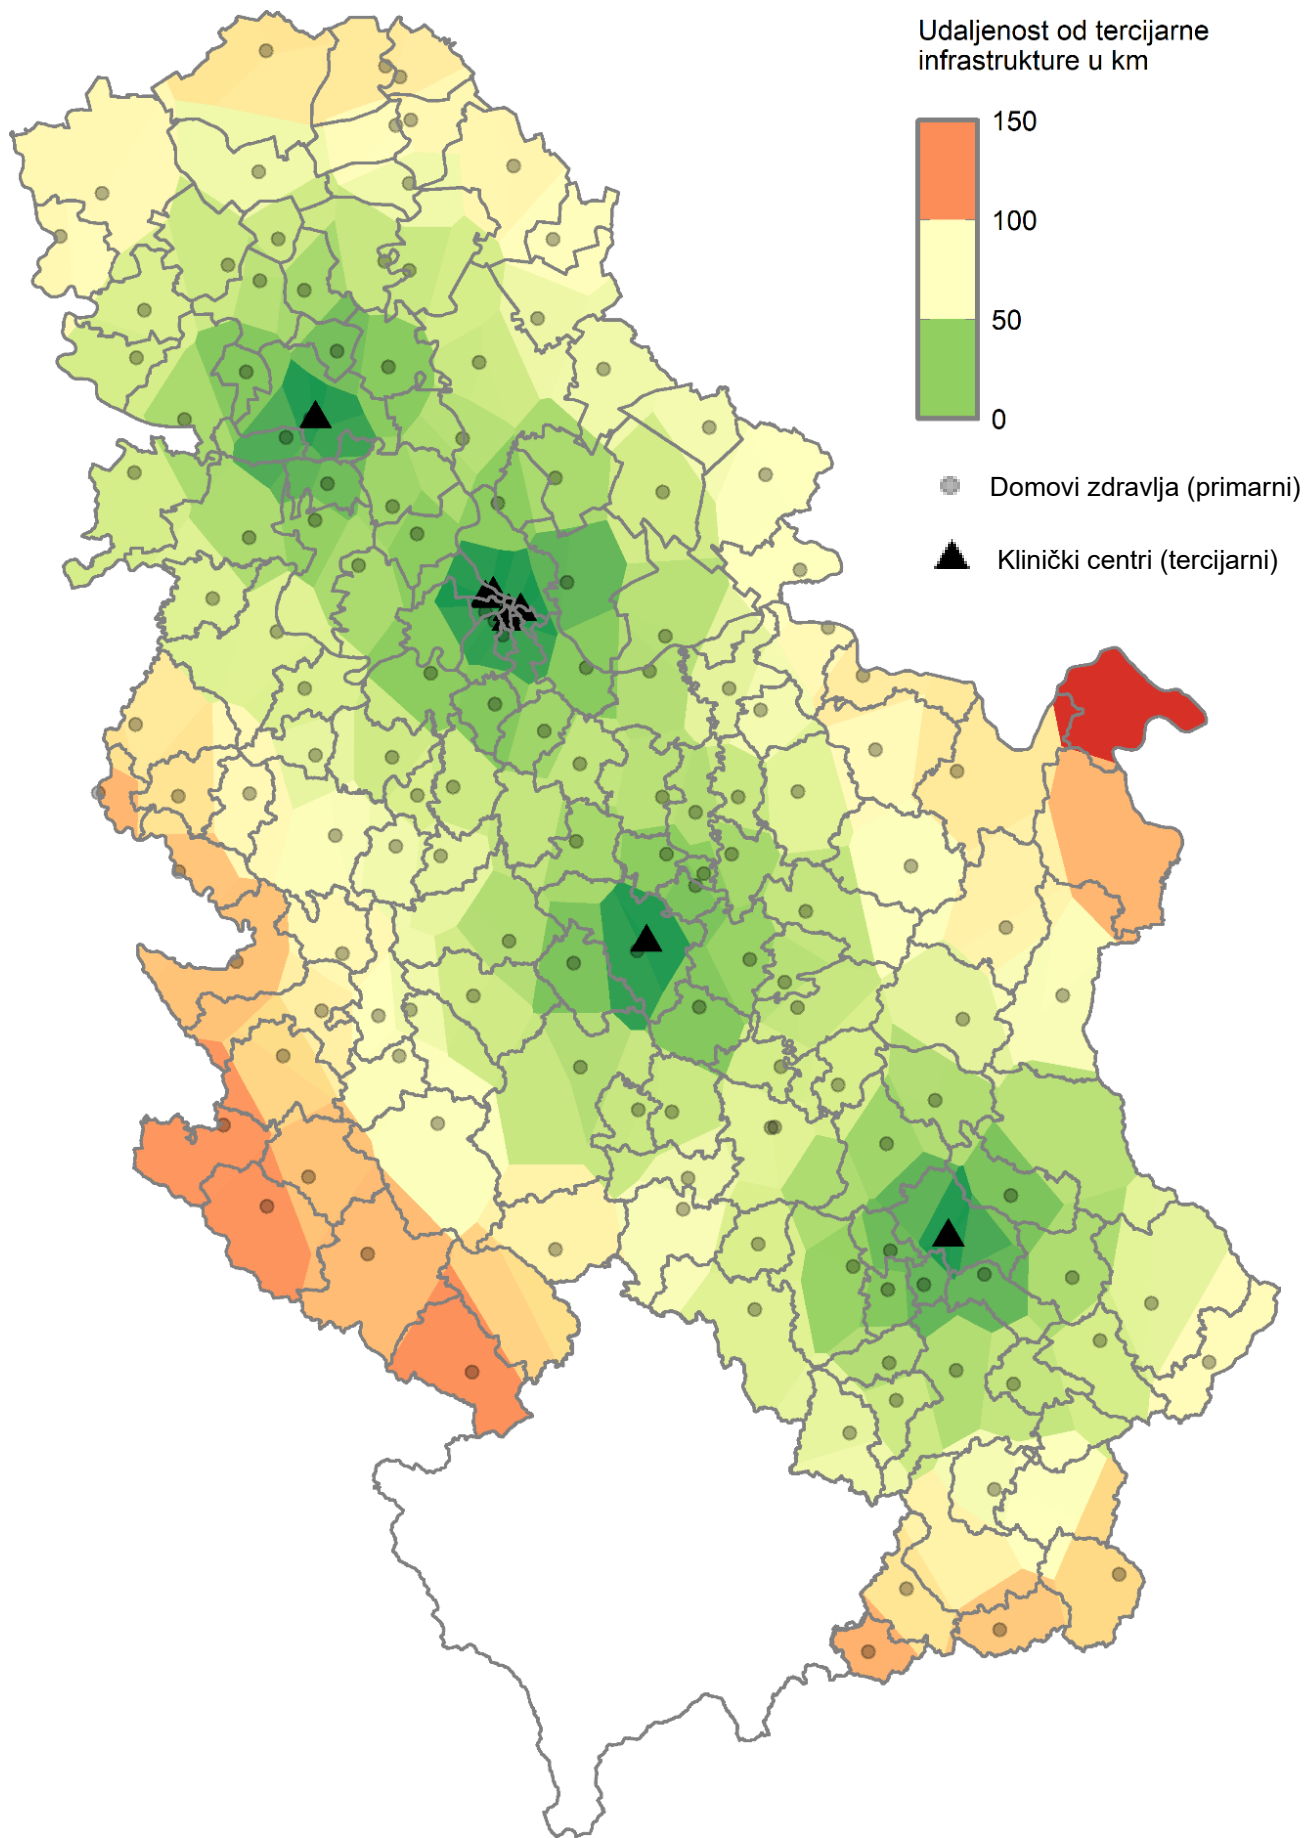 Udaljenost od tercijarne
infrastrukture u km
150
100
50
0
Domovi zdravlja (primarni)
Klinički centri (tercijarni)